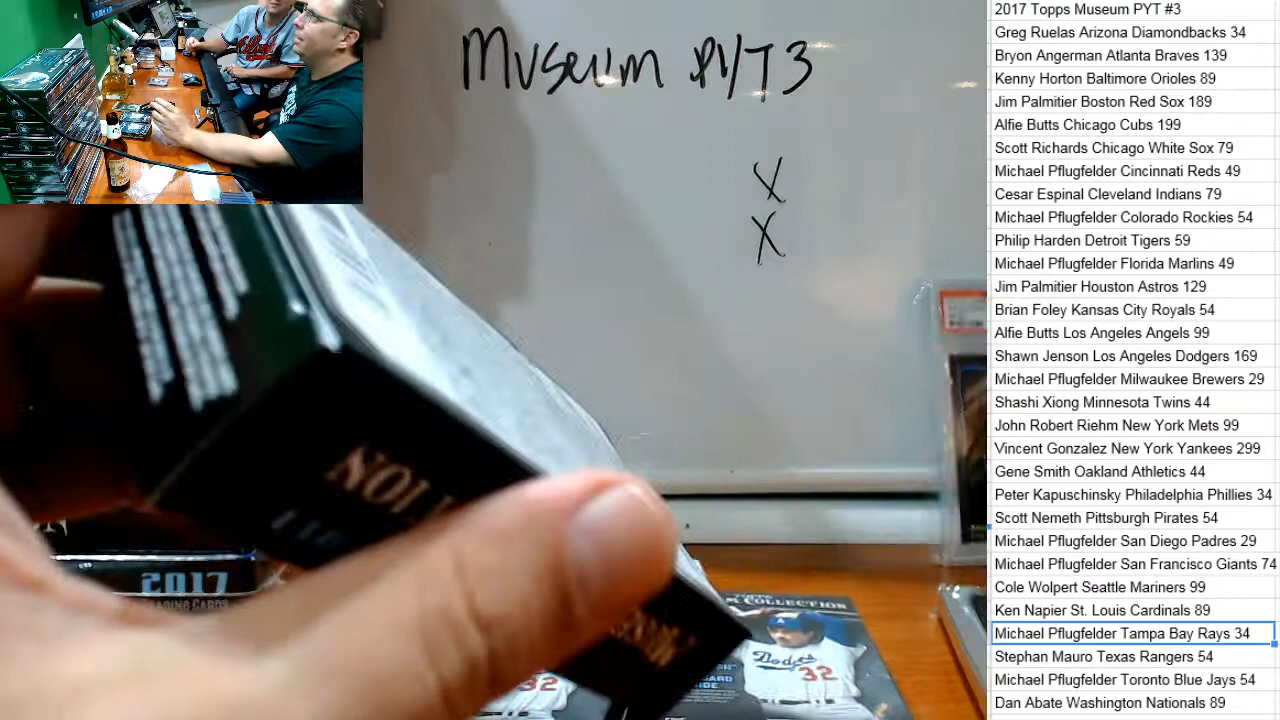 Museum PYT 3
X
X
2017
COLLECTION
Dodgers
32
32
2017 Topps Museum PYT #3
Greg Ruelas Arizona Diamondbacks 34
Bryon Angerman Atlanta Braves 139
Kenny Horton Baltimore Orioles 89
Jim Palmitier Boston Red Sox 189
Alfie Butts Chicago Cubs 199
Scott Richards Chicago White Sox 79
Michael Pflugfelder Cincinnati Reds 49
Cesar Espinal Cleveland Indians 79
Michael Pflugfelder Colorado Rockies 54
Philip Harden Detroit Tigers 59
Michael Pflugfelder Florida Marlins 49
Jim Palmitier Houston Astros 129
Brian Foley Kansas City Royals 54
Alfie Butts Los Angeles Angels 99
Shawn Jenson Los Angeles Dodgers 169
Michael Pflugfelder Milwaukee Brewers 29
Shashi Xiong Minnesota Twins 44
John Robert Riehm New York Mets 99
Vincent Gonzalez New York Yankees 299
Gene Smith Oakland Athletics 44
Peter Kapuschinsky Philadelphia Phillies 34
Scott Nemeth Pittsburgh Pirates 54
Michael Pflugfelder San Diego Padres 29
Michael Pflugfelder San Francisco Giants 74
Cole Wolpert Seattle Mariners 99
Ken Napier St. Louis Cardinals 89
Michael Pflugfelder Tampa Bay Rays 34
Stephan Mauro Texas Rangers 54
Michael Pflugfelder Toronto Blue Jays 54
Dan Abate Washington Nationals 89